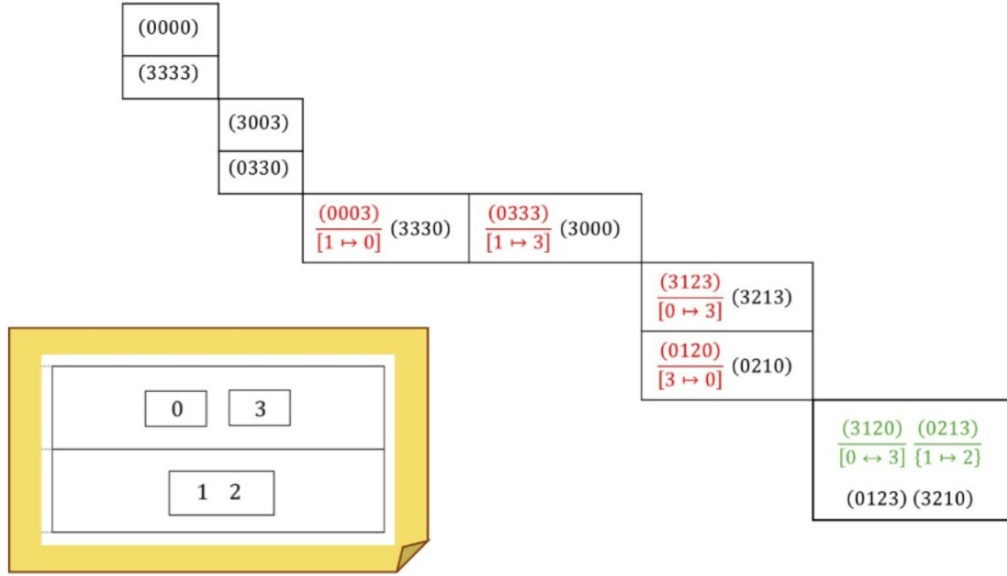 (0000)
(3333)
(3003)
(0330)
(0003) (3330) (0333) (3000)
[1 ↦ 0] [1 ↦ 3]
(3123) (3213)
[0 ↦ 3]
(0120) (0210)
[3 ↦ 0]
(3120) (0213)
[0 ↔ 3] {1 ↦ 2}
(0123) (3210)
0 3
1 2